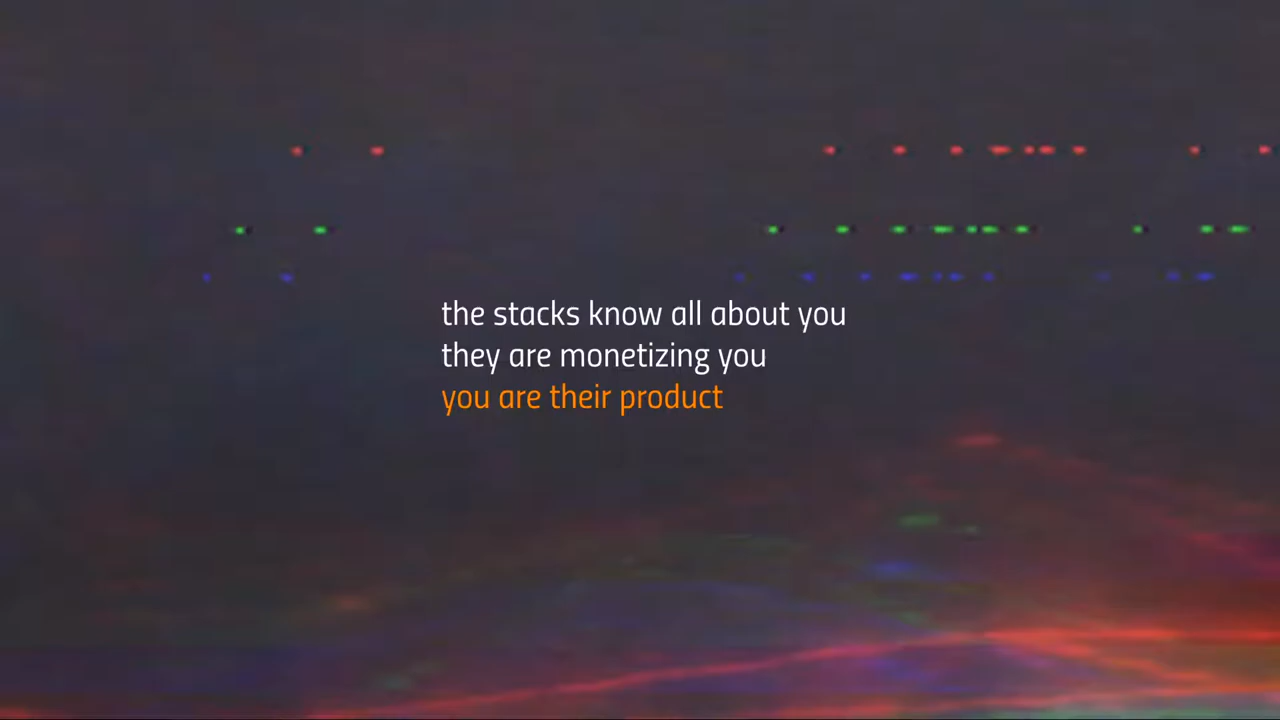 the stacks know all about you
they are monetizing you
you are their product